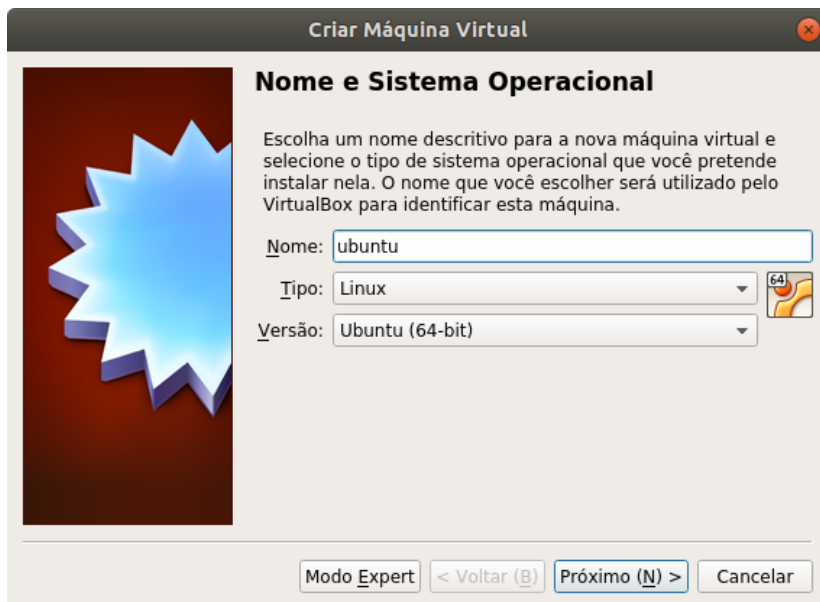 Criar Máquina Virtual
Nome e Sistema Operacional
Escolha um nome descritivo para a nova máquina virtual e
selecione o tipo de sistema operacional que você pretende
instalar nela. O nome que você escolher será utilizado pelo
VirtualBox para identificar esta máquina.
Nome: ubuntu
Tipo: Linux
64
Versão: Ubuntu (64-bit)
Modo Expert < Voltar (B) Próximo (N) > Cancelar